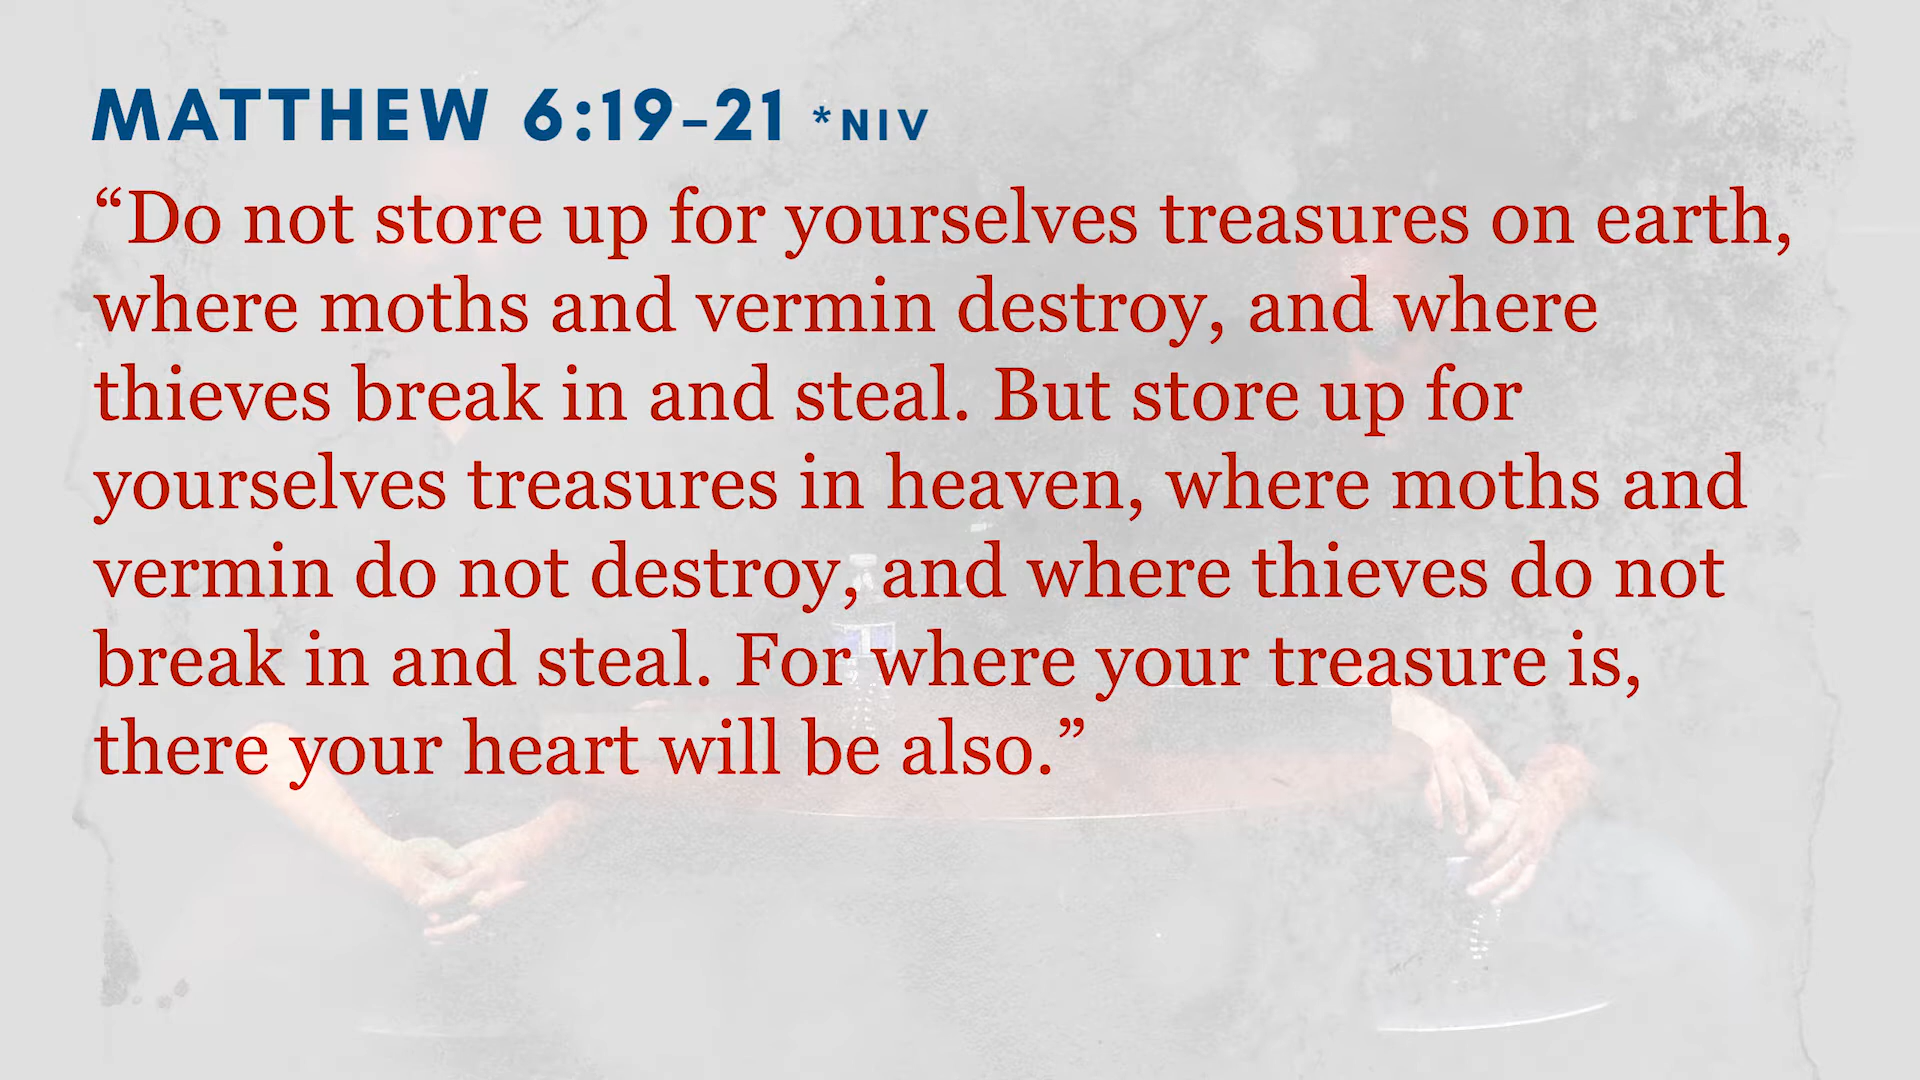 MATTHEW 6:19–21 *NIV
“Do not store up for yourselves treasures on earth,
where moths and vermin destroy, and where
thieves break in and steal. But store up for
yourselves treasures in heaven, where moths and
vermin do not destroy, and where thieves do not
break in and steal. For where your treasure is,
there your heart will be also.”